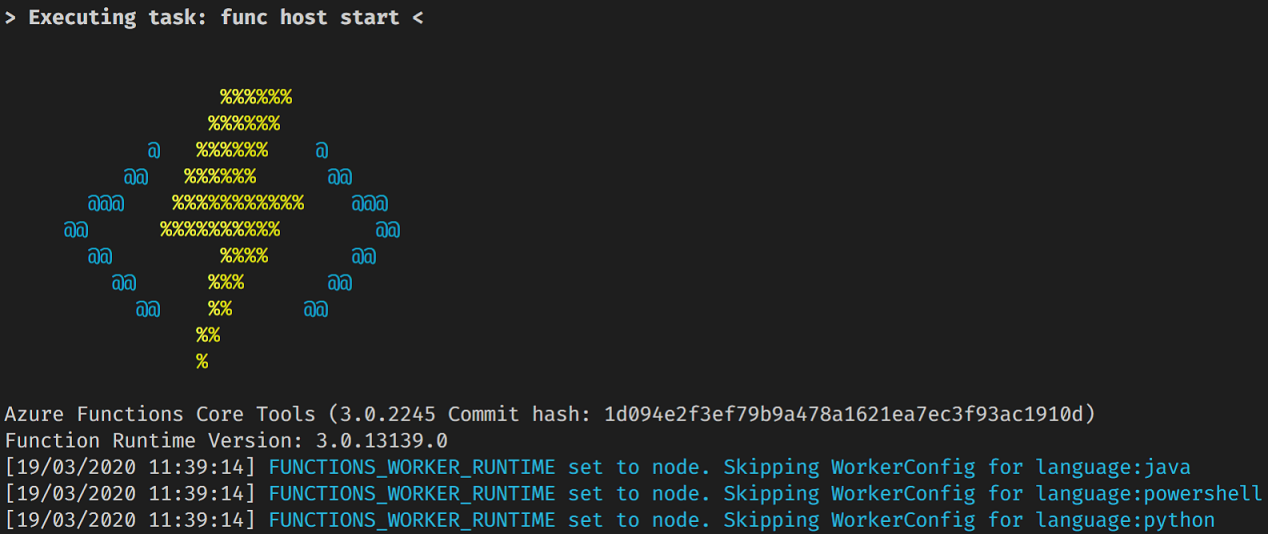 > Executing task: func host start <
%%%%%%
%%%%%%
@ %%%%%% @
@@ %%%%%% @@
@@@ %%%%%%%%%%% @@@
@@ %%%%%%%%%% @@
@@ %%%% @@
@@ %%% @@
@@ %% @@
%%
%
Azure Functions Core Tools (3.0.2245 Commit hash: 1d094e2f3ef79b9a478a1621ea7ec3f93ac1910d)
Function Runtime Version: 3.0.13139.0
[19/03/2020 11:39:14] FUNCTIONS_WORKER_RUNTIME set to node. Skipping WorkerConfig for language:java
[19/03/2020 11:39:14] FUNCTIONS_WORKER_RUNTIME set to node. Skipping WorkerConfig for language:powershell
[19/03/2020 11:39:14] FUNCTIONS_WORKER_RUNTIME set to node. Skipping WorkerConfig for language:python